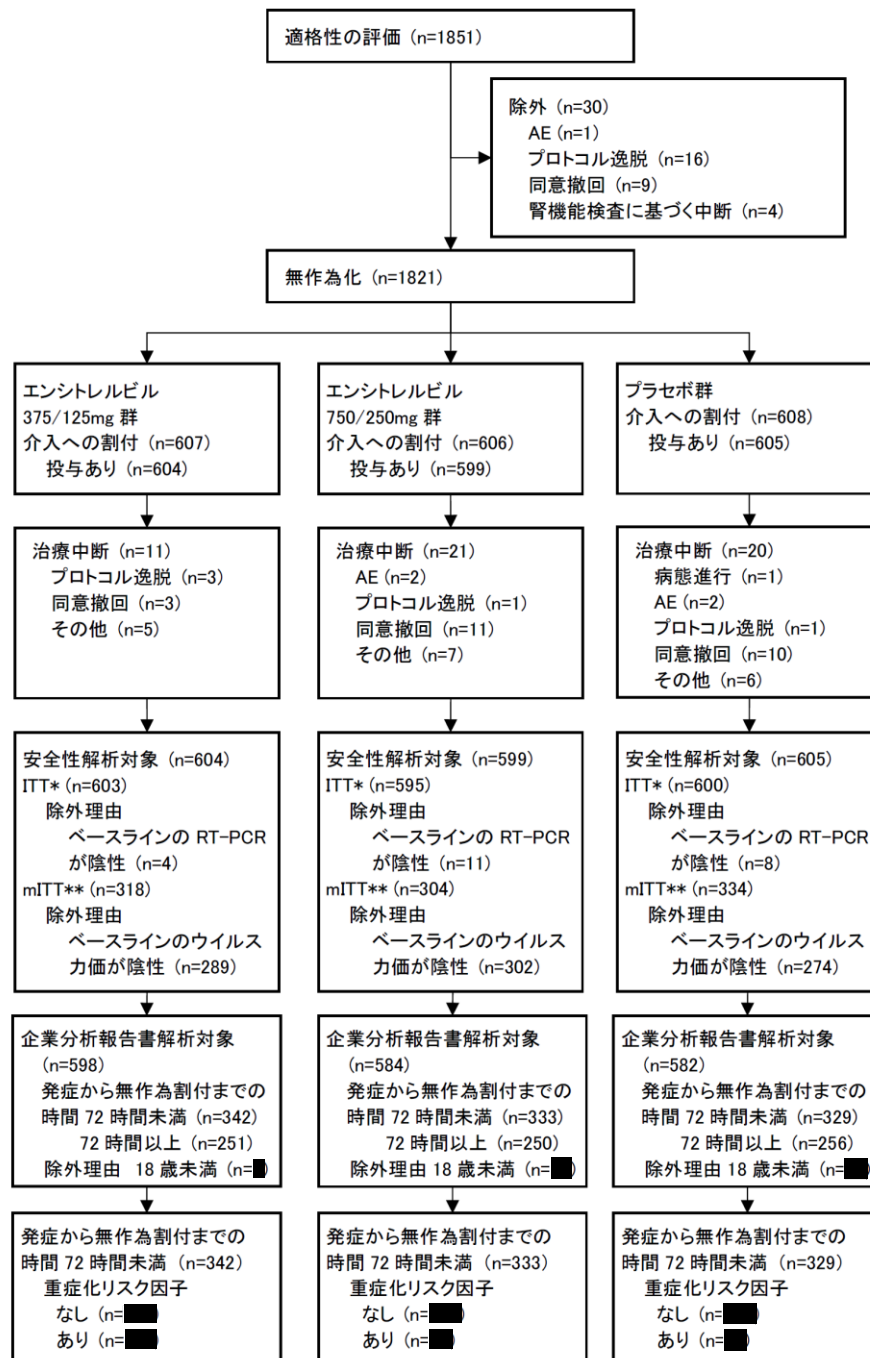 適格性の評価 (n=1851)
除外 (n=30)
AE (n=1)
プロトコル逸脱 (n=16)
同意撤回 (n=9)
腎機能検査に基づく中断 (n=4)
無作為化 (n=1821)
エンシトレルビル
375/125mg 群
介入への割付 (n=607)
投与あり (n=604)
エンシトレルビル
750/250mg 群
介入への割付 (n=606)
投与あり (n=599)
プラセボ群
介入への割付 (n=608)
投与あり (n=605)
治療中断 (n=11)
プロトコル逸脱 (n=3)
同意撤回 (n=3)
その他 (n=5)
治療中断 (n=21)
AE (n=2)
プロトコル逸脱 (n=1)
同意撤回 (n=11)
その他 (n=7)
治療中断 (n=20)
病態進行 (n=1)
AE (n=2)
プロトコル逸脱 (n=1)
同意撤回 (n=10)
その他 (n=6)
安全性解析対象 (n=604)
ITT* (n=603)
除外理由
ベースラインの RT-PCR
が陰性 (n=4)
mITT** (n=318)
除外理由
ベースラインのウイルス
力価が陰性 (n=289)
安全性解析対象 (n=599)
ITT* (n=595)
除外理由
ベースラインの RT-PCR
が陰性 (n=11)
mITT** (n=304)
除外理由
ベースラインのウイルス
力価が陰性 (n=302)
安全性解析対象 (n=605)
ITT* (n=600)
除外理由
ベースラインの RT-PCR
が陰性 (n=8)
mITT** (n=334)
除外理由
ベースラインのウイルス
力価が陰性 (n=274)
企業分析報告書解析対象
(n=598)
発症から無作為割付までの
時間 72 時間未満 (n=342)
72 時間以上 (n=251)
除外理由 18 歳未満 (n=
企業分析報告書解析対象
(n=584)
発症から無作為割付までの
時間 72 時間未満 (n=333)
72 時間以上 (n=250)
除外理由 18 歳未満 (n=
企業分析報告書解析対象
(n=582)
発症から無作為割付までの
時間 72 時間未満 (n=329)
72 時間以上 (n=256)
除外理由 18 歳未満 (n=
発症から無作為割付までの
時間 72 時間未満 (n=342)
重症化リスク因子
なし (n=
あり (n=
発症から無作為割付までの
時間 72 時間未満 (n=333)
重症化リスク因子
なし (n=
あり (n=
発症から無作為割付までの
時間 72 時間未満 (n=329)
重症化リスク因子
なし (n=
あり (n=